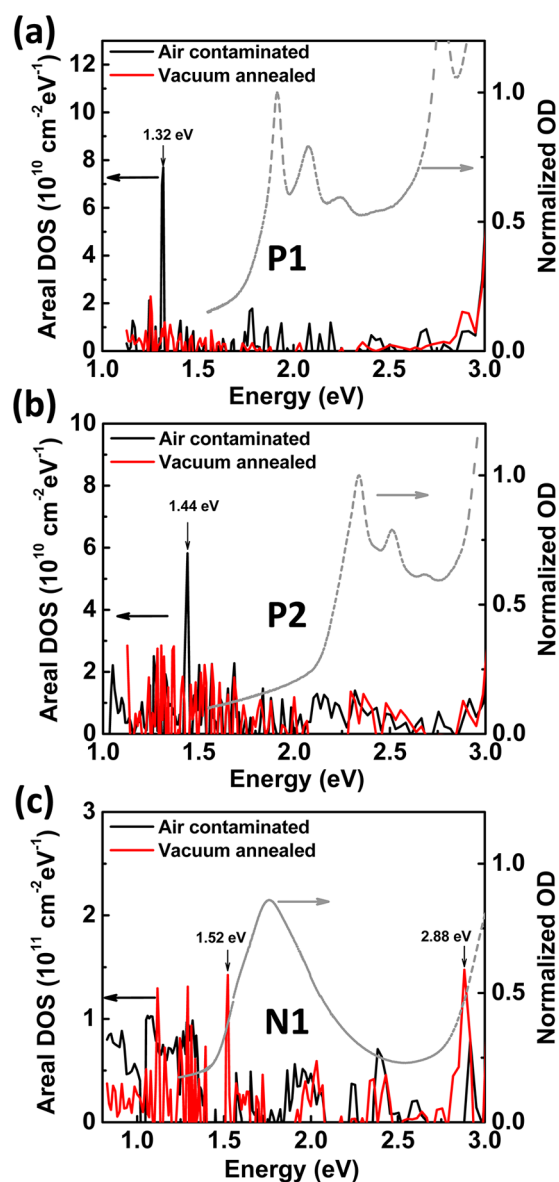 (a)
Air contaminated
Vacuum annealed
1.32 eV
P1
Areal DOS (10¹⁰ cm⁻²eV⁻¹)
12
10
8
6
4
2
0
1.0
0.5
0.0
Normalized OD
1.0 1.5 2.0 2.5 3.0
Energy (eV)
(b)
Air contaminated
Vacuum annealed
1.44 eV
P2
Areal DOS (10¹⁰ cm⁻²eV⁻¹)
10
8
6
4
2
0
1.0
0.5
0.0
Normalized OD
1.0 1.5 2.0 2.5 3.0
Energy (eV)
(c)
Air contaminated
Vacuum annealed
1.52 eV
2.88 eV
N1
Areal DOS (10¹¹ cm⁻²eV⁻¹)
3
2
1
0
1.0
0.5
0.0
Normalized OD
1.0 1.5 2.0 2.5 3.0
Energy (eV)